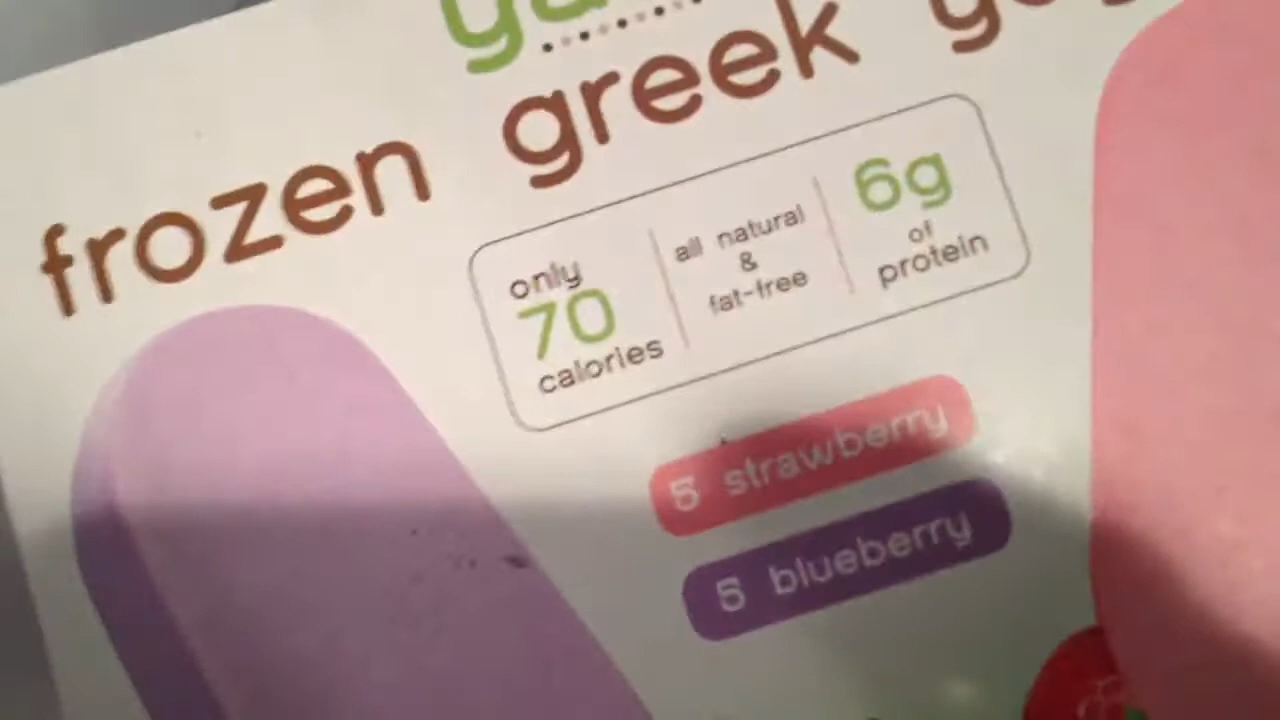 frozen greek
only
70
calories
all natural
&
fat-free
6g
of
protein
5 strawberry
5 blueberry